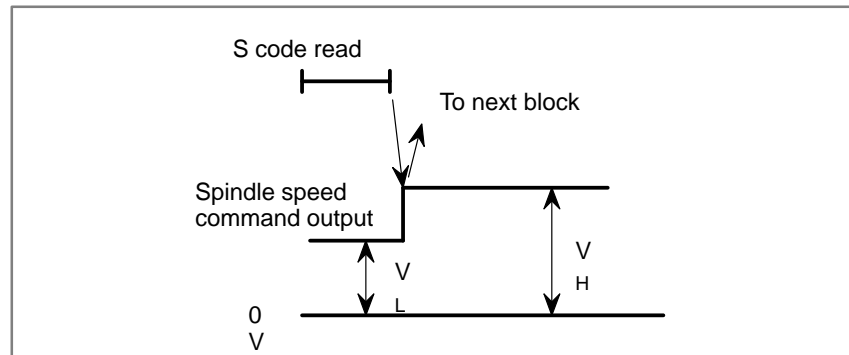 S code read
To next block
Spindle speed
command output
V
L
V
H
0
V